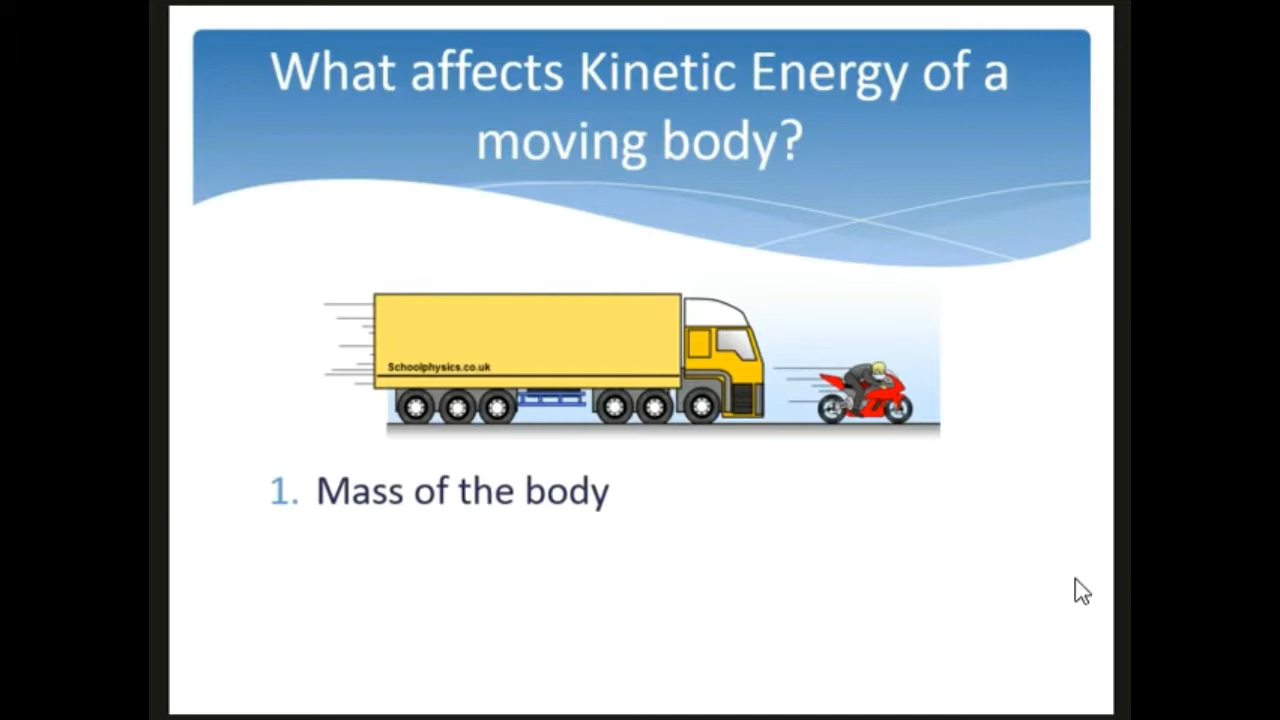 What affects Kinetic Energy of a
moving body?
Schoolphysics.co.uk
1. Mass of the body